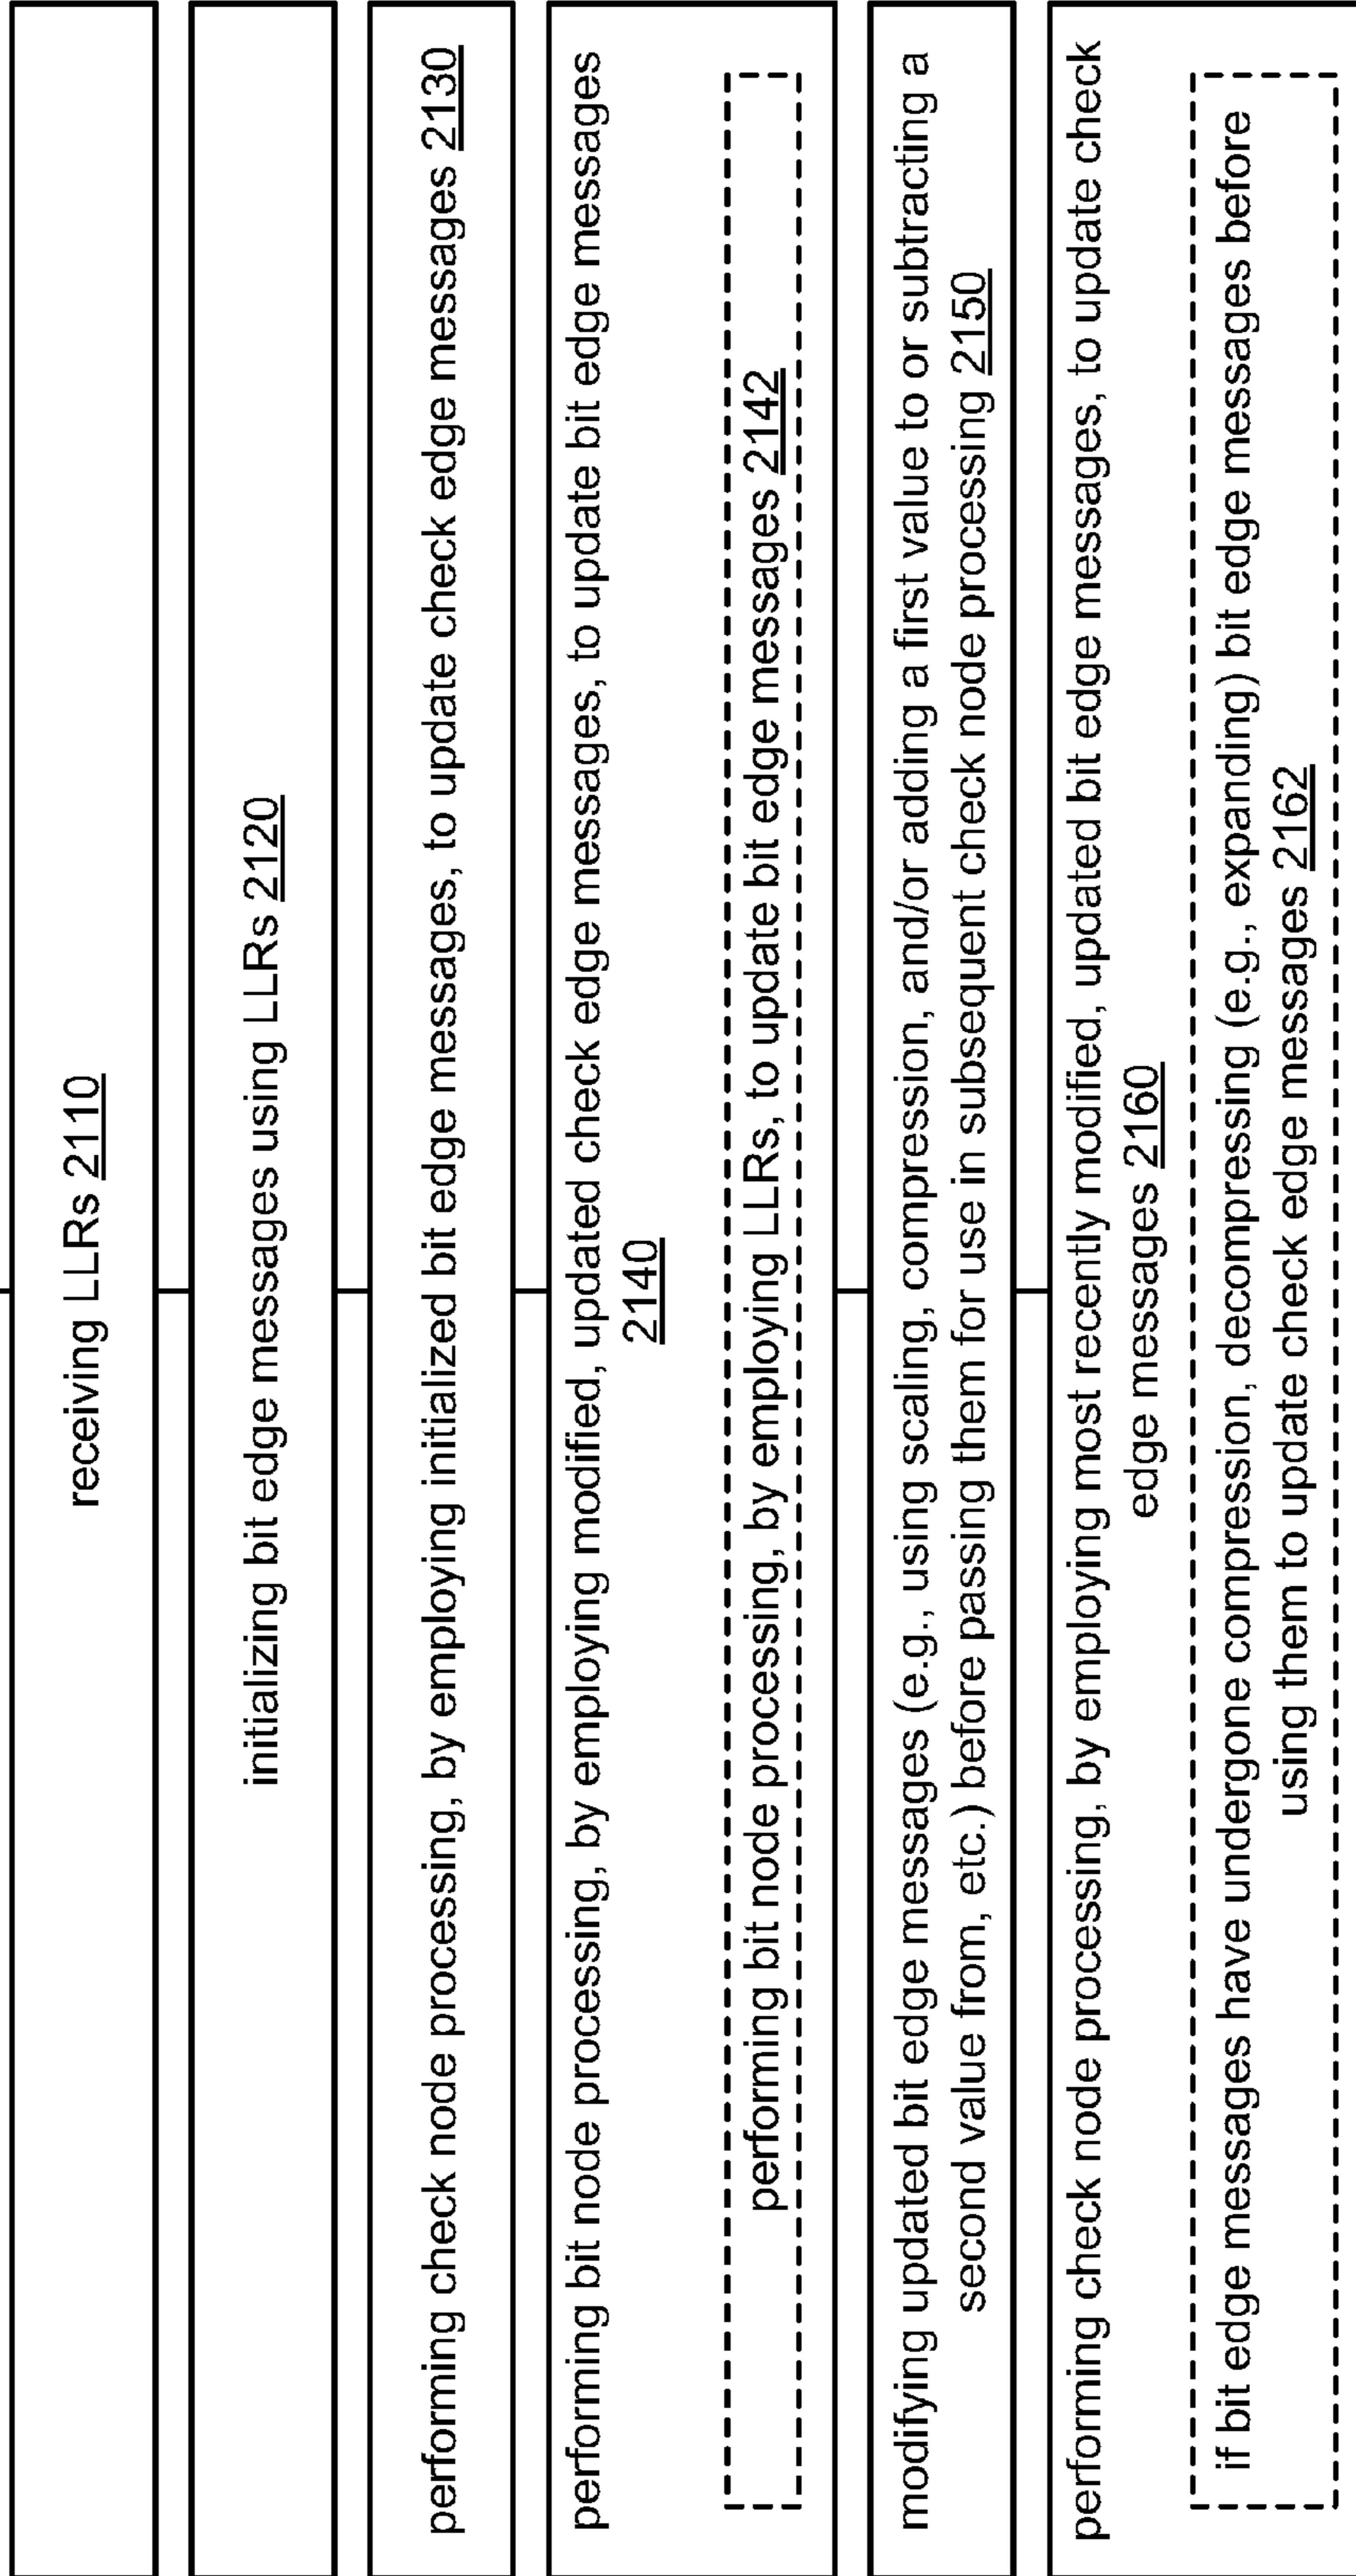 receiving LLRs 2110
initializing bit edge messages using LLRs 2120
performing check node processing, by employing initialized bit edge messages, to update check edge messages 2130
performing bit node processing, by employing modified, updated check edge messages, to update bit edge messages
2140
performing bit node processing, by employing LLRs, to update bit edge messages 2142
modifying updated bit edge messages (e.g., using scaling, compression, and/or adding a first value to or subtracting a
second value from, etc.) before passing them for use in subsequent check node processing 2150
performing check node processing, by employing most recently modified, updated bit edge messages, to update check
edge messages 2160
if bit edge messages have undergone compression, decompressing (e.g., expanding) bit edge messages before
using them to update check edge messages 2162